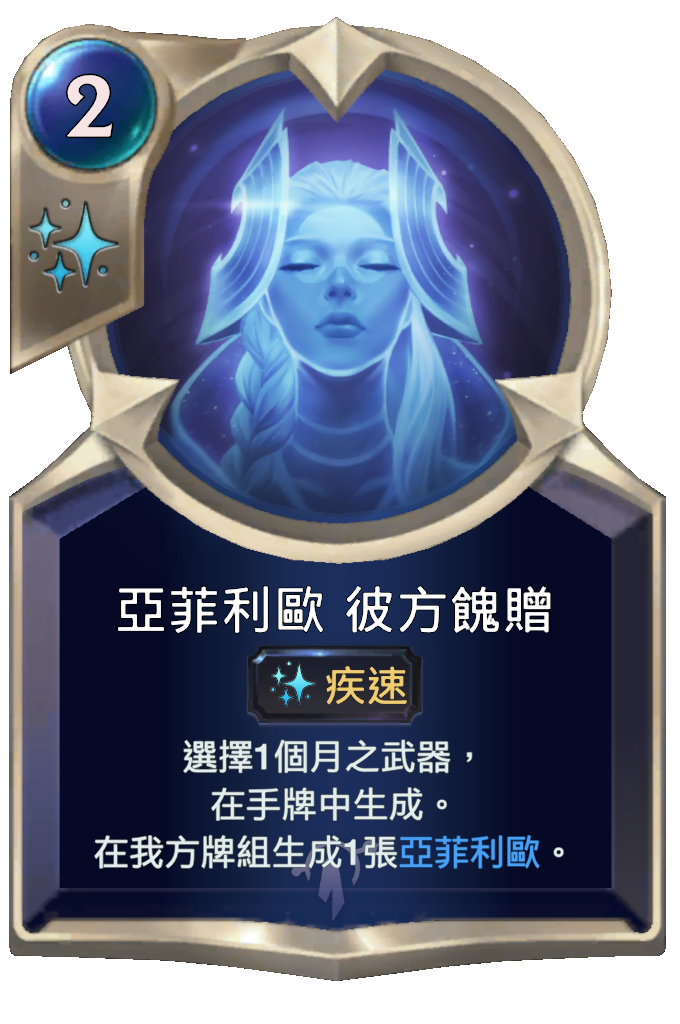 2
亞菲利歐 彼方餽贈
疾速
選擇1個月之武器，
在手牌中生成。
在我方牌組生成1張亞菲利歐。